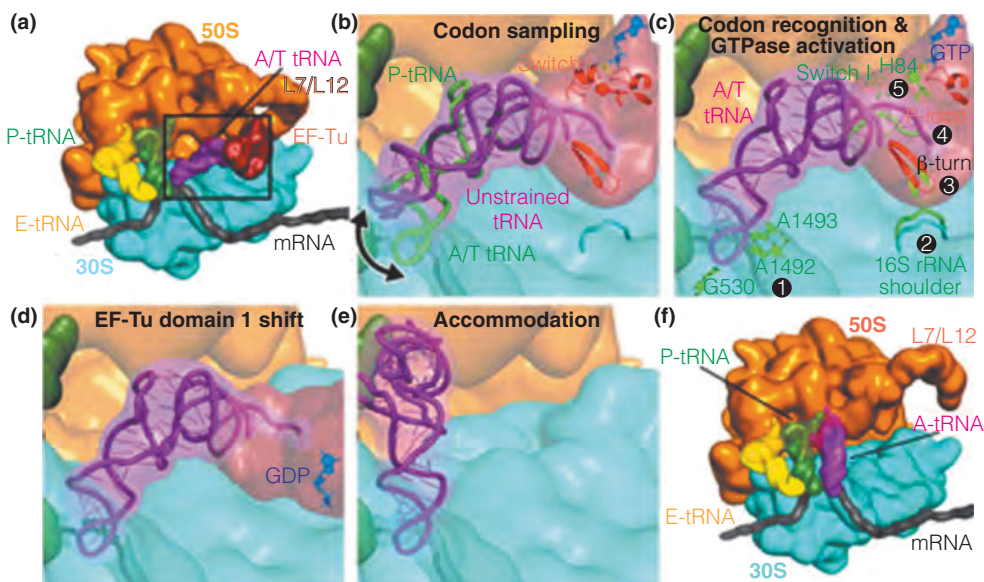 (a)
50S
A/T tRNA
L7/L12
P-tRNA
EF-Tu
E-tRNA
mRNA
30S
(b)
Codon sampling
P-tRNA
Switch I
Unstrained
tRNA
A/T tRNA
(c)
Codon recognition &
GTPase activation
Switch I
H84
GTP
5
A/T
tRNA
P loop
4
β-turn
3
A1493
2
A1492
16S rRNA
G530
1
shoulder
(d)
EF-Tu domain 1 shift
GDP
(e)
Accommodation
(f)
50S
L7/L12
P-tRNA
A-tRNA
E-tRNA
mRNA
30S